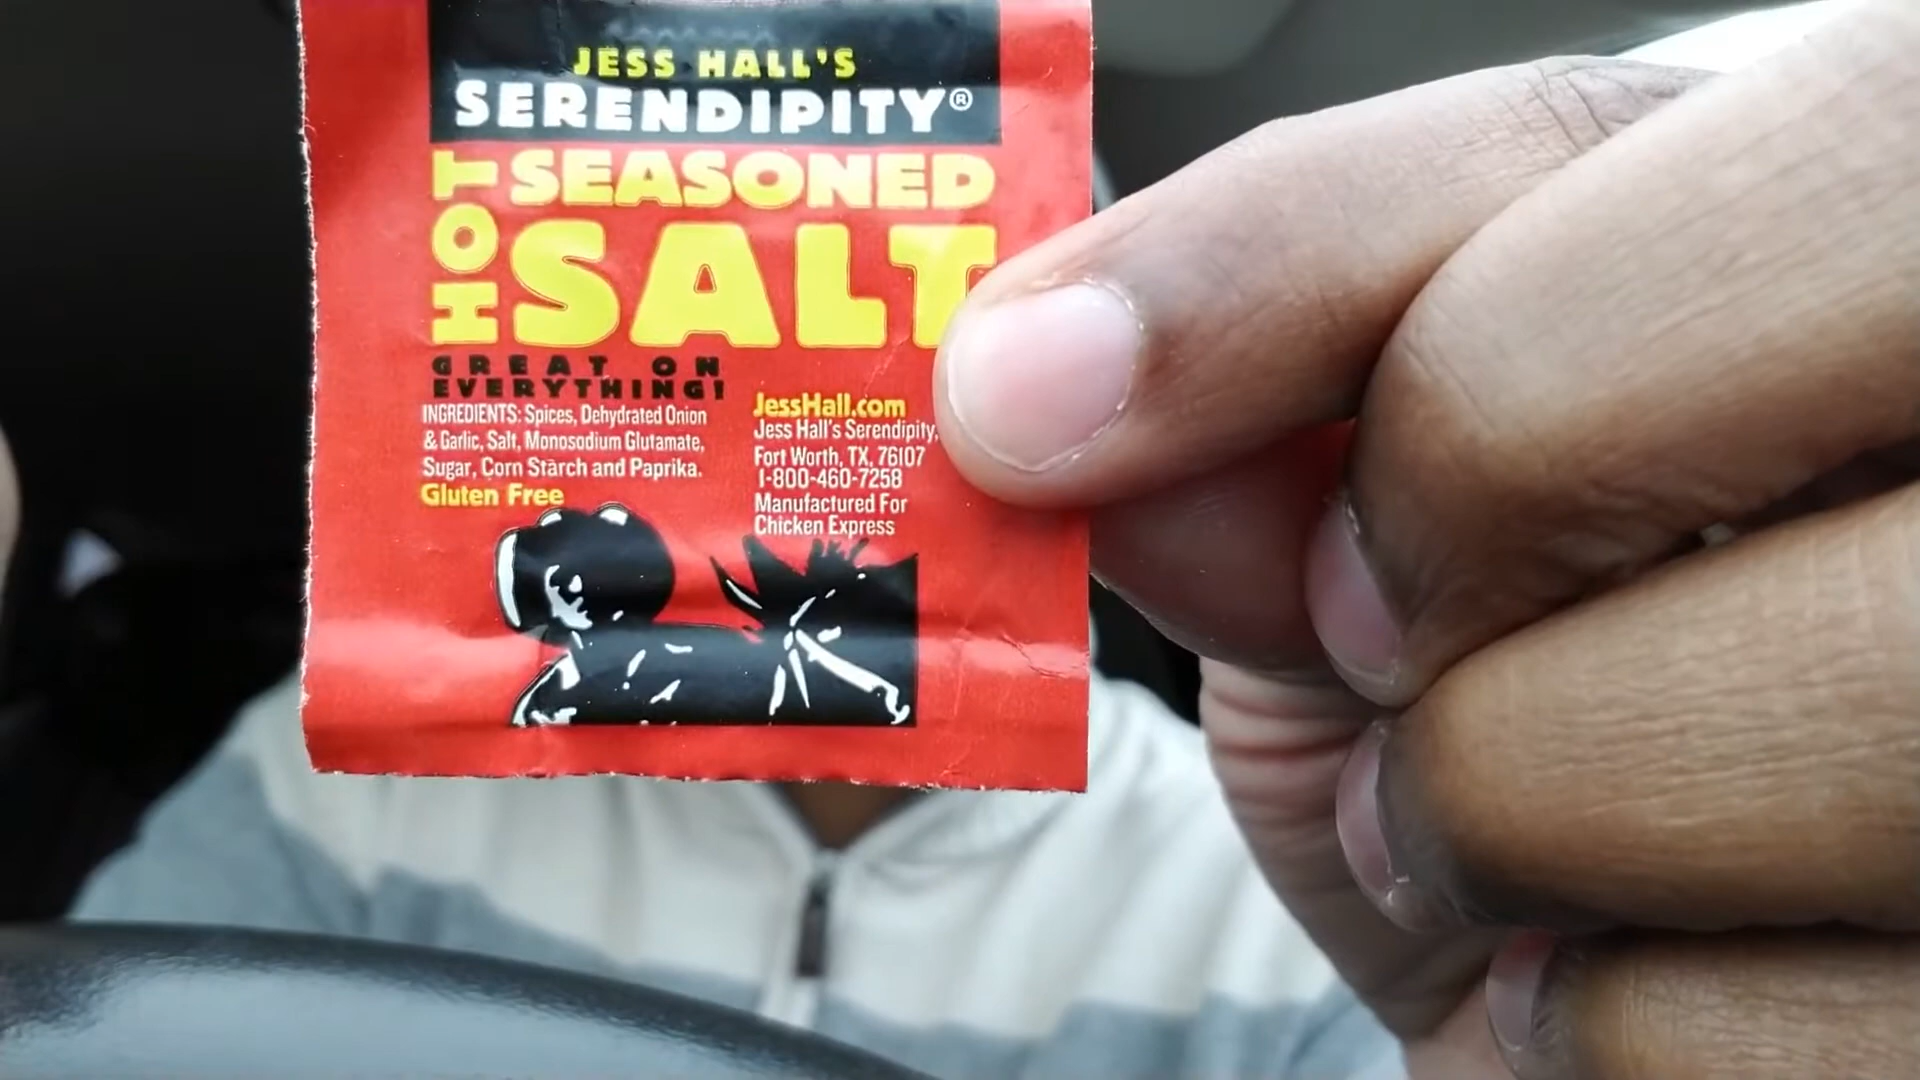 JESS HALL'S
SERENDIPITY®
HOT
SEASONED
SALT
GREAT ON
EVERYTHING!
INGREDIENTS: Spices, Dehydrated Onion
& Garlic, Salt, Monosodium Glutamate,
Sugar, Corn Starch and Paprika.
Gluten Free
JessHall.com
Jess Hall's Serendipity,
Fort Worth, TX, 76107
1-800-460-7258
Manufactured For
Chicken Express